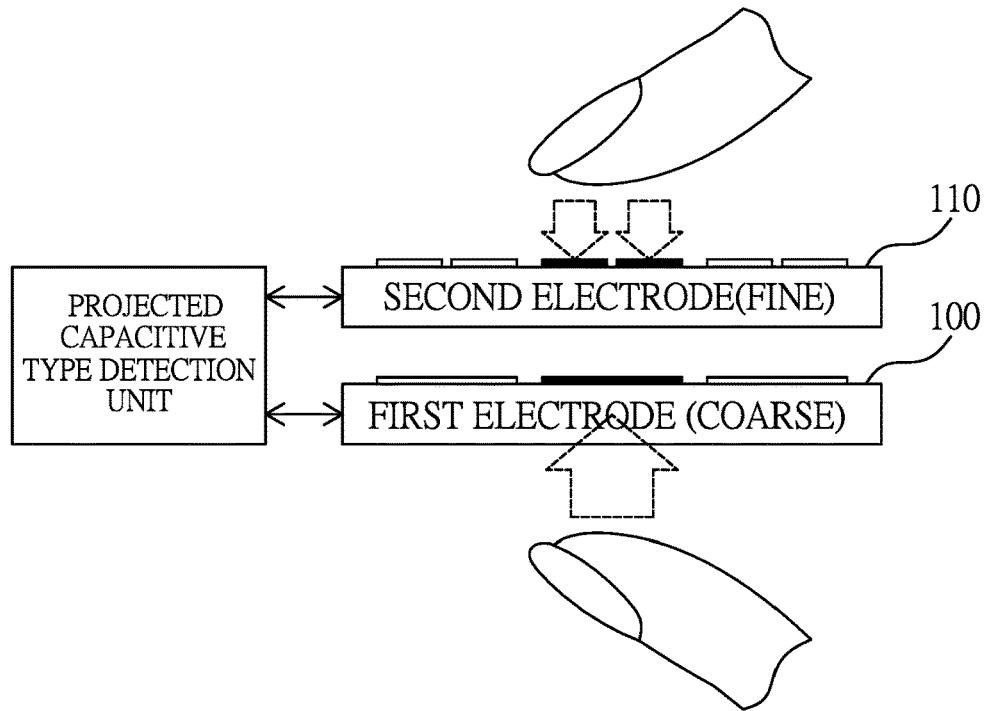 110
SECOND ELECTRODE(FINE)
PROJECTED
CAPACITIVE
TYPE DETECTION
UNIT
100
FIRST ELECTRODE (COARSE)